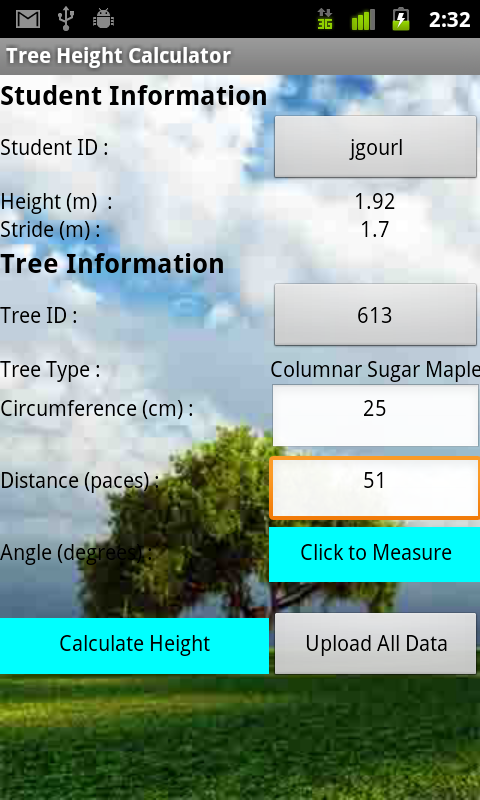 3G 2:32
Tree Height Calculator
Student Information
Student ID : jgourl
Height (m) : 1.92
Stride (m) : 1.7
Tree Information
Tree ID : 613
Tree Type : Columnar Sugar Maple
Circumference (cm) : 25
Distance (paces) : 51
Angle (degrees) : Click to Measure
Calculate Height Upload All Data